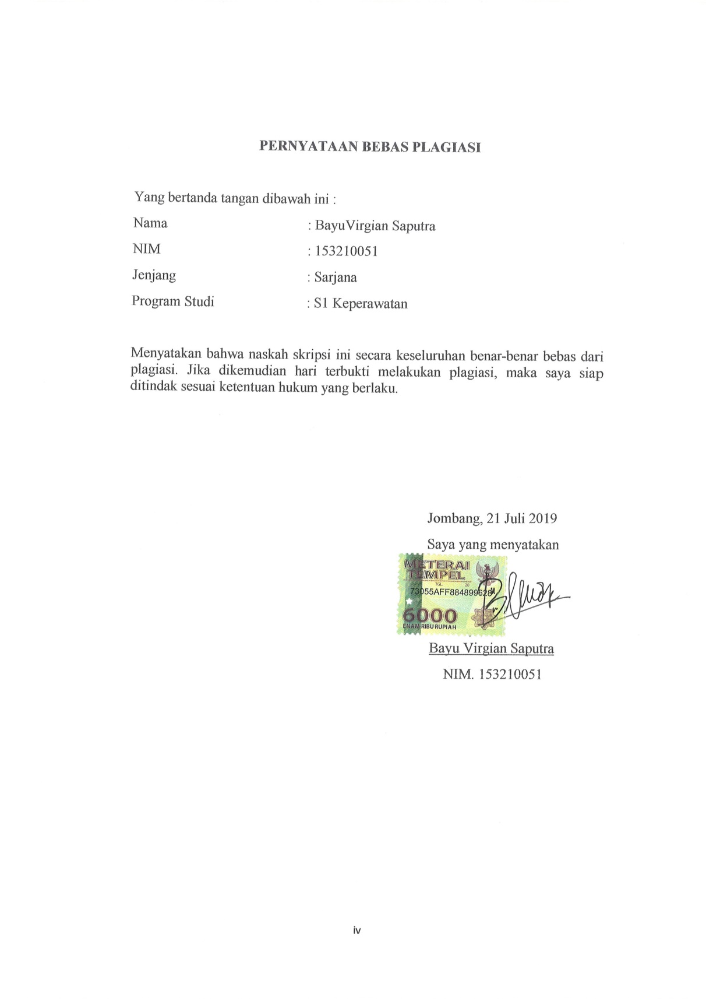 PERNYATAAN BEBAS PLAGIASI
Yang bertanda tangan dibawah ini :
Nama : BayuVirgian Saputra
NIM : 153210051
Jenjang : Sarjana
Program Studi : S1 Keperawatan
Menyatakan bahwa naskah skripsi ini secara keseluruhan benar-benar bebas dari
plagiasi. Jika dikemudian hari terbukti melakukan plagiasi, maka saya siap
ditindak sesuai ketentuan hukum yang berlaku.
Jombang, 21 Juli 2019
Saya yang menyatakan
METERAI
TEMPEL
TGL. 20
73055AFF884899628
6000
ENAM RIBU RUPIAH
Bayu Virgian Saputra
NIM. 153210051
iv